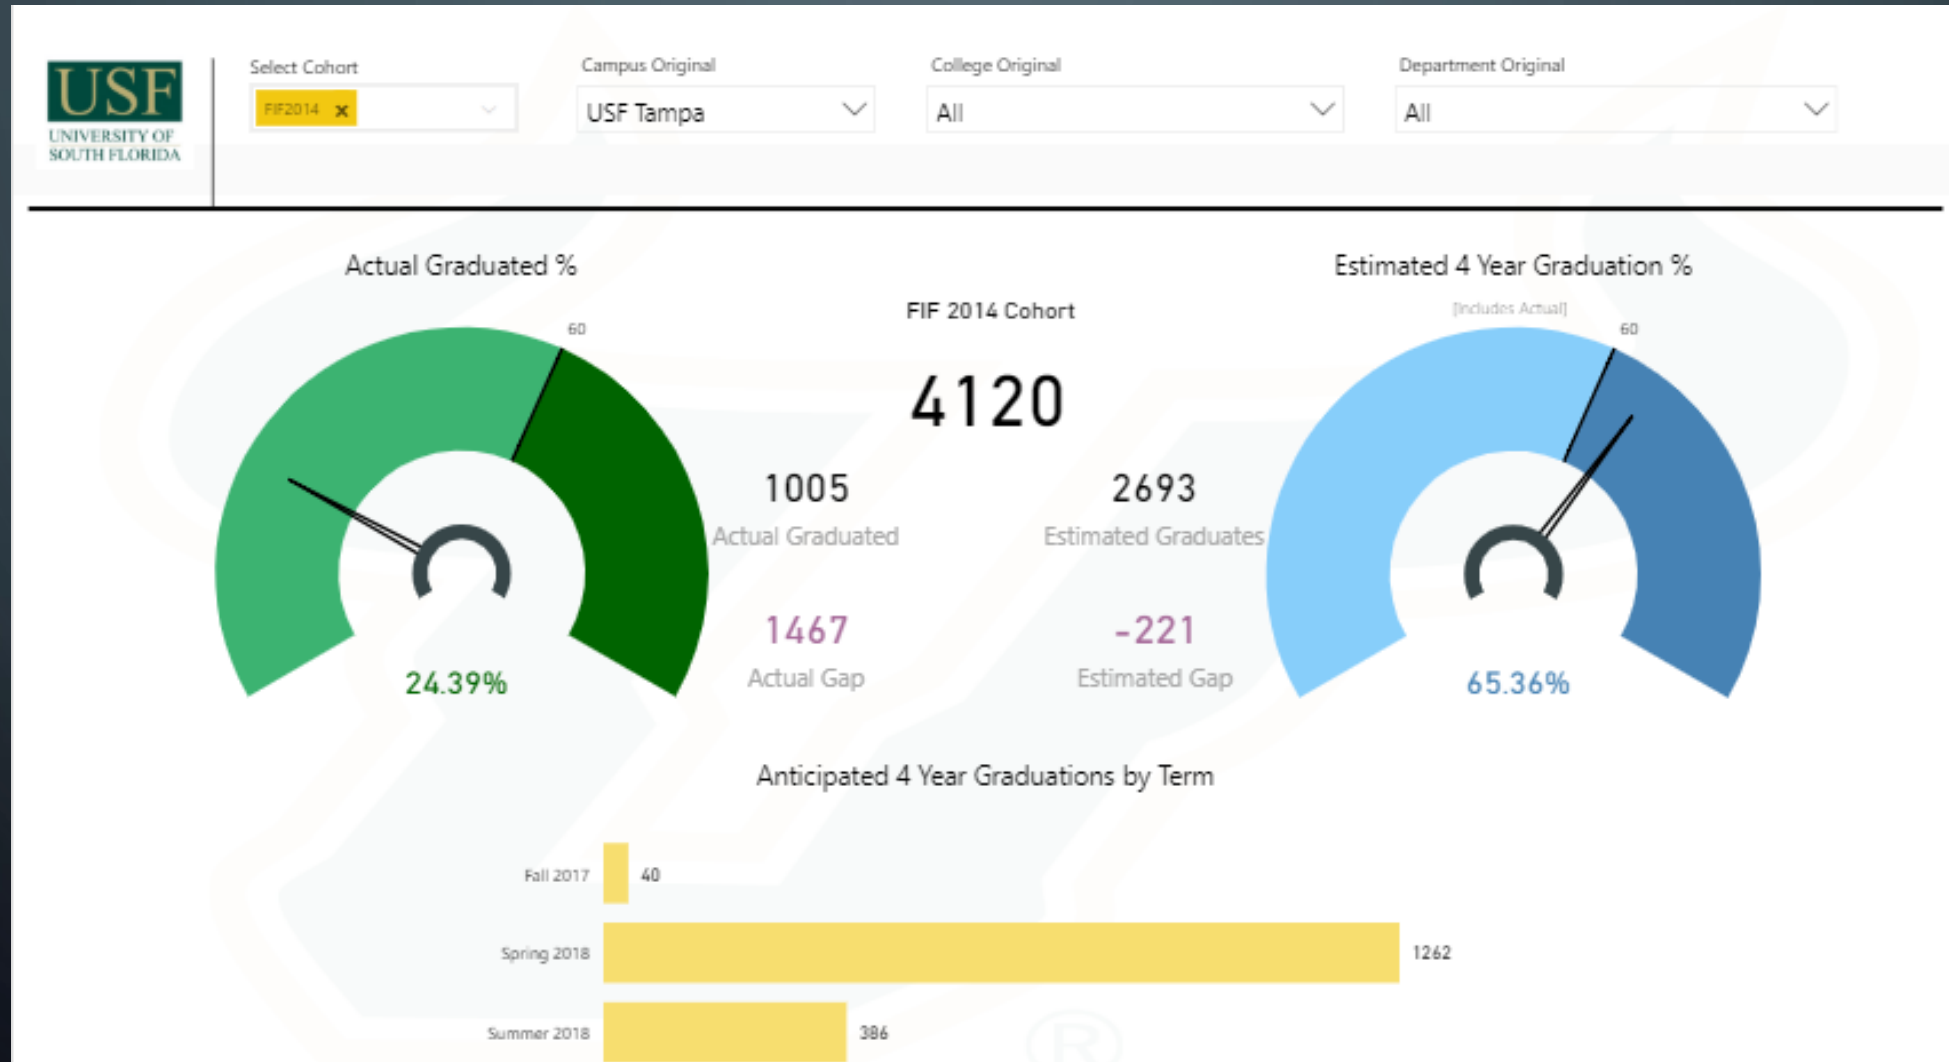 USF
UNIVERSITY OF
SOUTH FLORIDA
Select Cohort
FIF2014 x
Campus Original
USF Tampa
College Original
All
Department Original
All
Actual Graduated %
60
24.39%
FIF 2014 Cohort
4120
1005
Actual Graduated
2693
Estimated Graduates
1467
Actual Gap
-221
Estimated Gap
Estimated 4 Year Graduation %
[Includes Actual]
60
65.36%
Anticipated 4 Year Graduations by Term
Fall 2017 40
Spring 2018 1262
Summer 2018 386
®